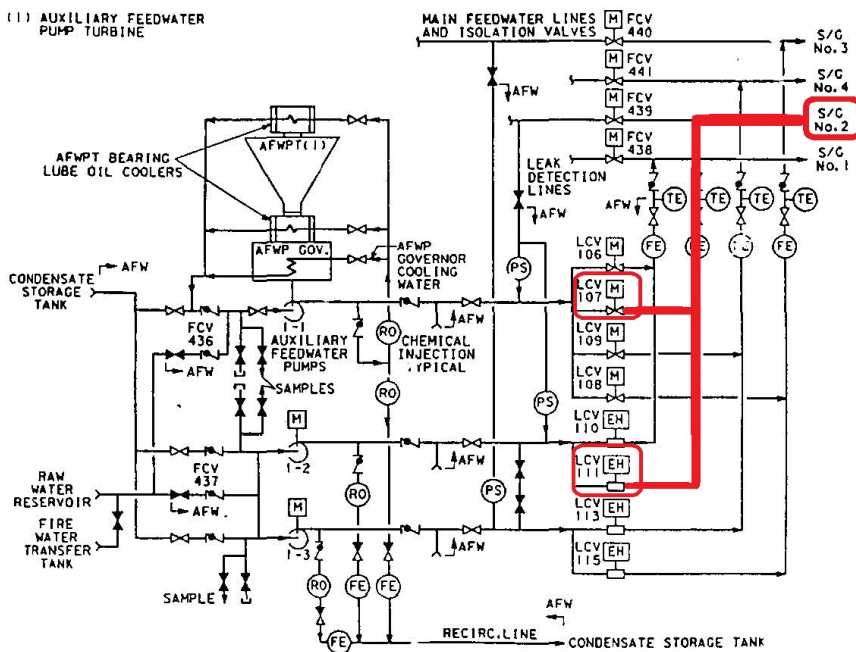 (1) AUXILIARY FEEDWATER
PUMP TURBINE
MAIN FEEDWATER LINES
AND ISOLATION VALVES
M
FCV
440
S/G
No.3
M
FCV
441
S/G
No.4
AFW
M
FCV
439
S/G
No.2
M
FCV
438
S/G
No.1
AFWPT(1)
AFWPT BEARING
LUBE OIL COOLERS
LEAK
DETECTION
LINES
AFW
AFW
TE
TE
TE
TE
FE
FE
FE
AFWP GOV.
AFWP
GOVERNOR
COOLING
WATER
PS
LCV
106
M
AFW
CONDENSATE
STORAGE
TANK
LCV
107
M
FCV
436
1-1
AUXILIARY
FEEDWATER
PUMPS
RO
CHEMICAL
INJECTION
TYPICAL
AFW
LCV
109
M
AFW
SAMPLES
RO
PS
LCV
108
M
M
LCV
110
EH
1-2
AFW
FCV
437
RAW
WATER
RESERVOIR
AFW
M
RO
PS
LCV
111
EH
FIRE
WATER
TRANSFER
TANK
1-3
AFW
LCV
113
EH
RO
FE
FE
LCV
115
EH
SAMPLE
AFW
FE
RECIRC.LINE
CONDENSATE STORAGE TANK